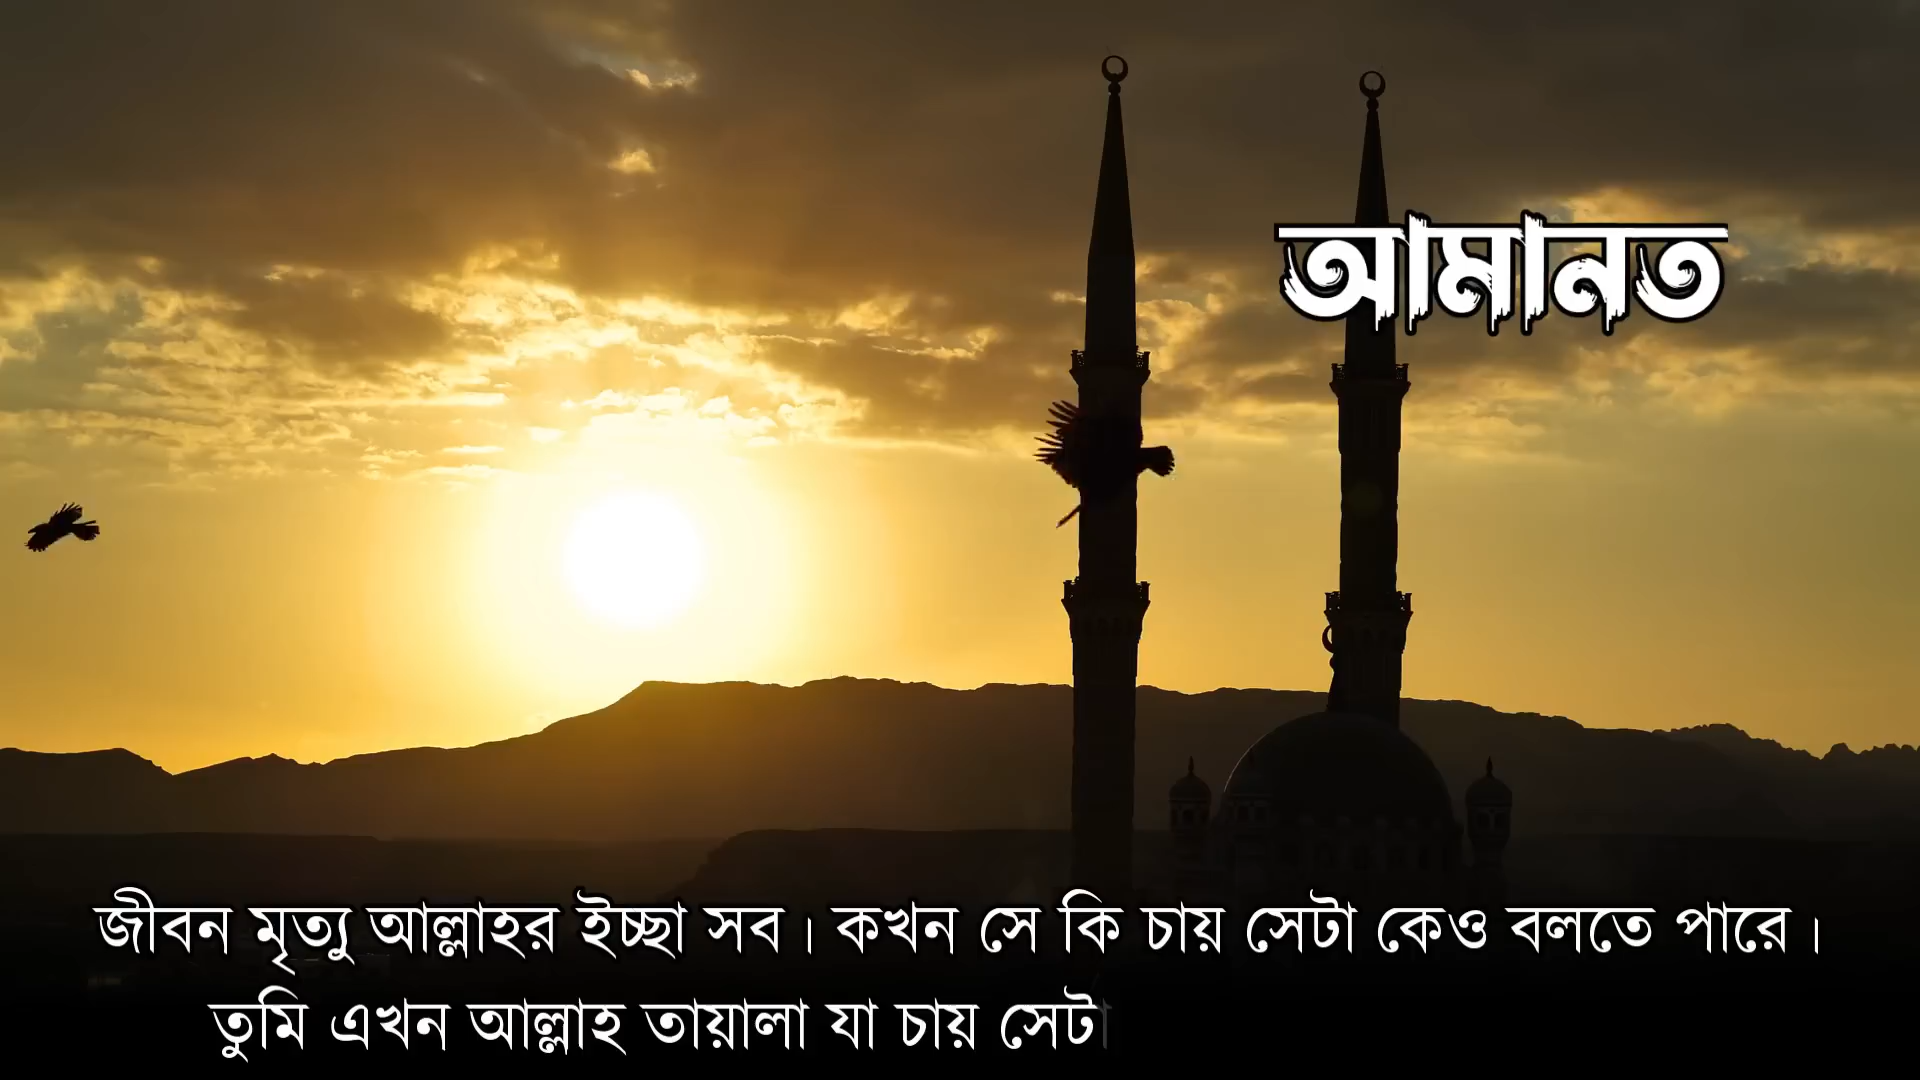 আমানত
জীবন মৃত্যু আল্লাহর ইচ্ছা সব। কখন সে কি চায় সেটা কেও বলতে পারে।
তুমি এখন আল্লাহ তায়ালা যা চায় সেটা